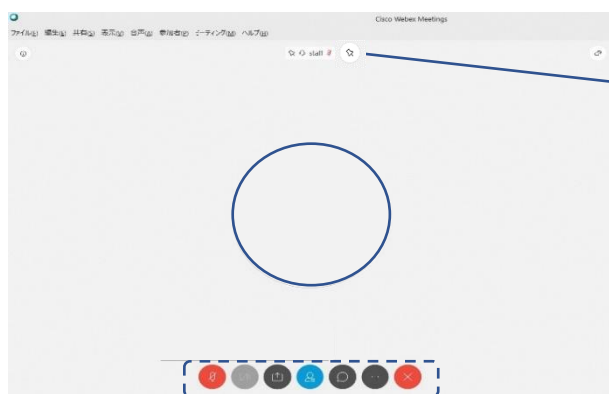 Cisco Webex Meetings
ファイル(F) 編集(E) 共有(S) 表示(V) 音声(A) 参加者(P) ミーティング(M) ヘルプ(H)
staff